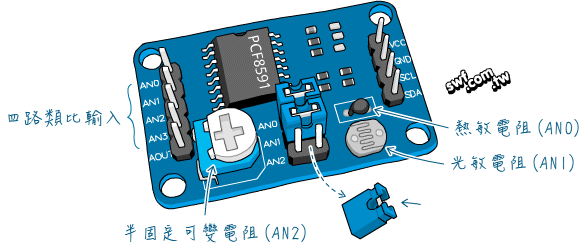 PCF8591
VCC
GND
SCL
SDA
swf.com
.tw
AN0
AN1
AN2
AN3
AOUT
四路類比輸入
AN0
AN1
AN2
熱敏電阻(AN0)
光敏電阻(AN1)
半固定可變電阻(AN2)